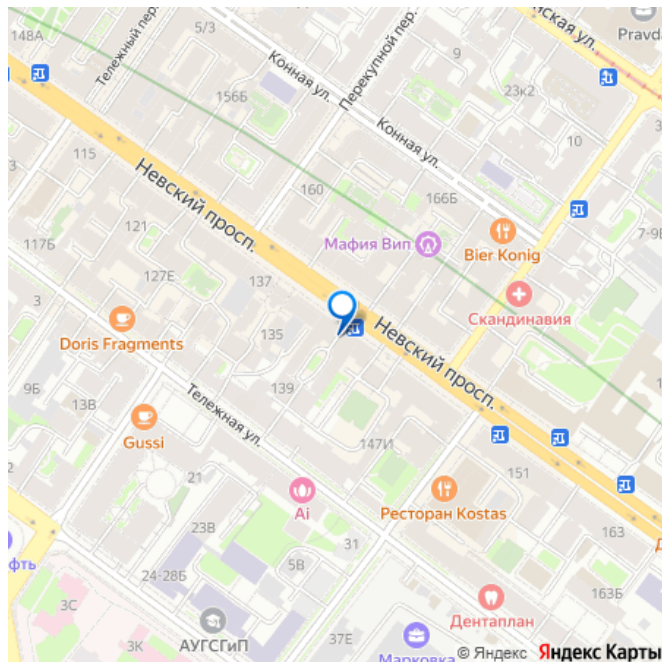 148А
5/3
Тележный пер.
Конная ул.
Перекупной пер.
9
Pravda
156Б
23к2
Конная ул.
10
115
Невский просп.
160
166Б
121
Мафия Вип
Bier Konig
7-9Б
117Б
127Е
137
Скандинавия
3
135
Doris Fragments
Невский просп.
139
9Б
13В
Тележная ул.
Gussi
147И
151
21
Ai
Ресторан Kostas
23В
31
163
5В
24-28Б
Дентаплан
163Б
3С
АУГСГиП
3К
37Е
Марковка
© Яндекс Яндекс Карты